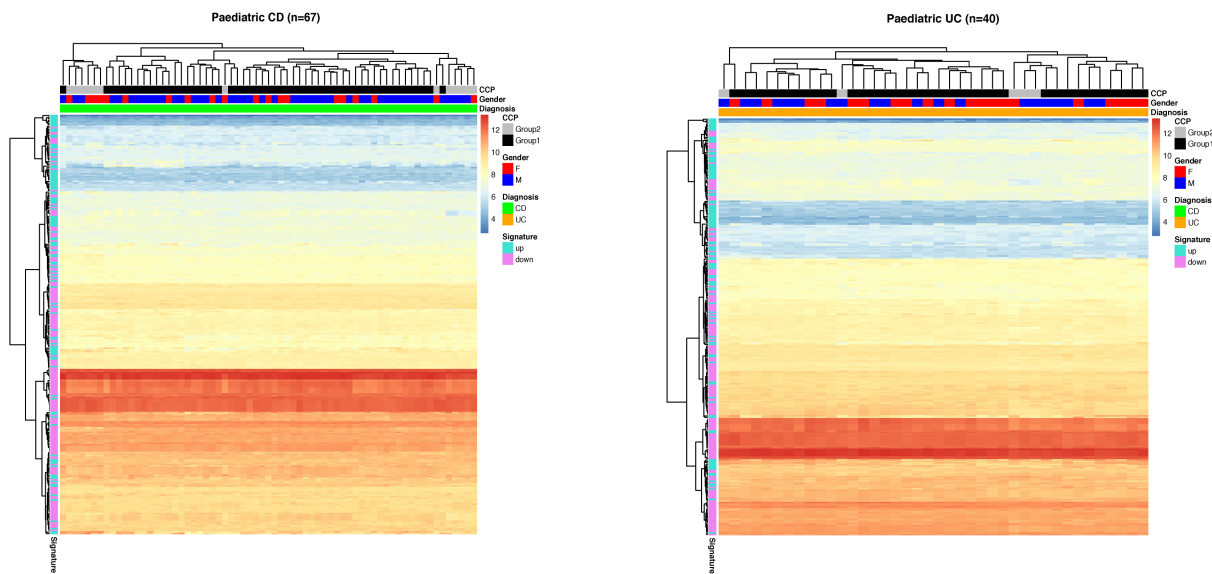 Paediatric CD (n=67)
CCP
Gender
Diagnosis
12
10
8
6
4
CCP
Group2
Group1
Gender
F
M
Diagnosis
CD
UC
Signature
up
down
Signature
Paediatric UC (n=40)
CCP
Gender
Diagnosis
12
10
8
6
4
CCP
Group2
Group1
Gender
F
M
Diagnosis
CD
UC
Signature
up
down
Signature